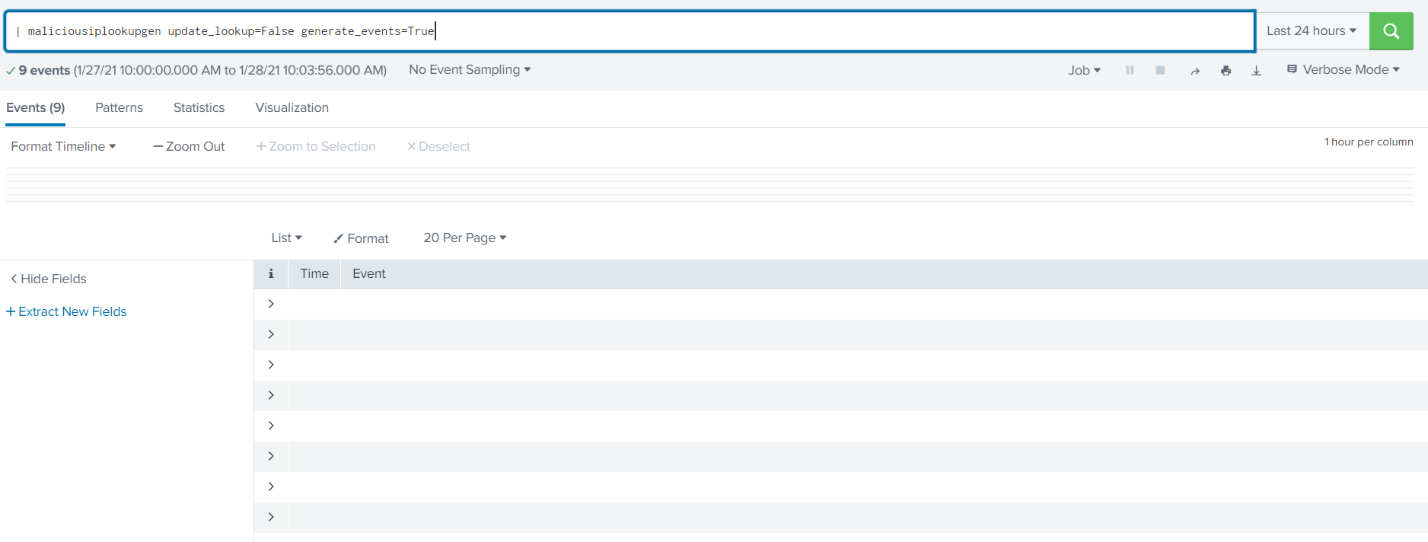 | maliciousiplookupgen update_lookup=False generate_events=True
Last 24 hours
9 events (1/27/21 10:00:00.000 AM to 1/28/21 10:03:56.000 AM)
No Event Sampling
Job
Verbose Mode
Events (9)
Patterns
Statistics
Visualization
Format Timeline
— Zoom Out
+ Zoom to Selection
× Deselect
1 hour per column
List
Format
20 Per Page
< Hide Fields
i
Time
Event
+ Extract New Fields